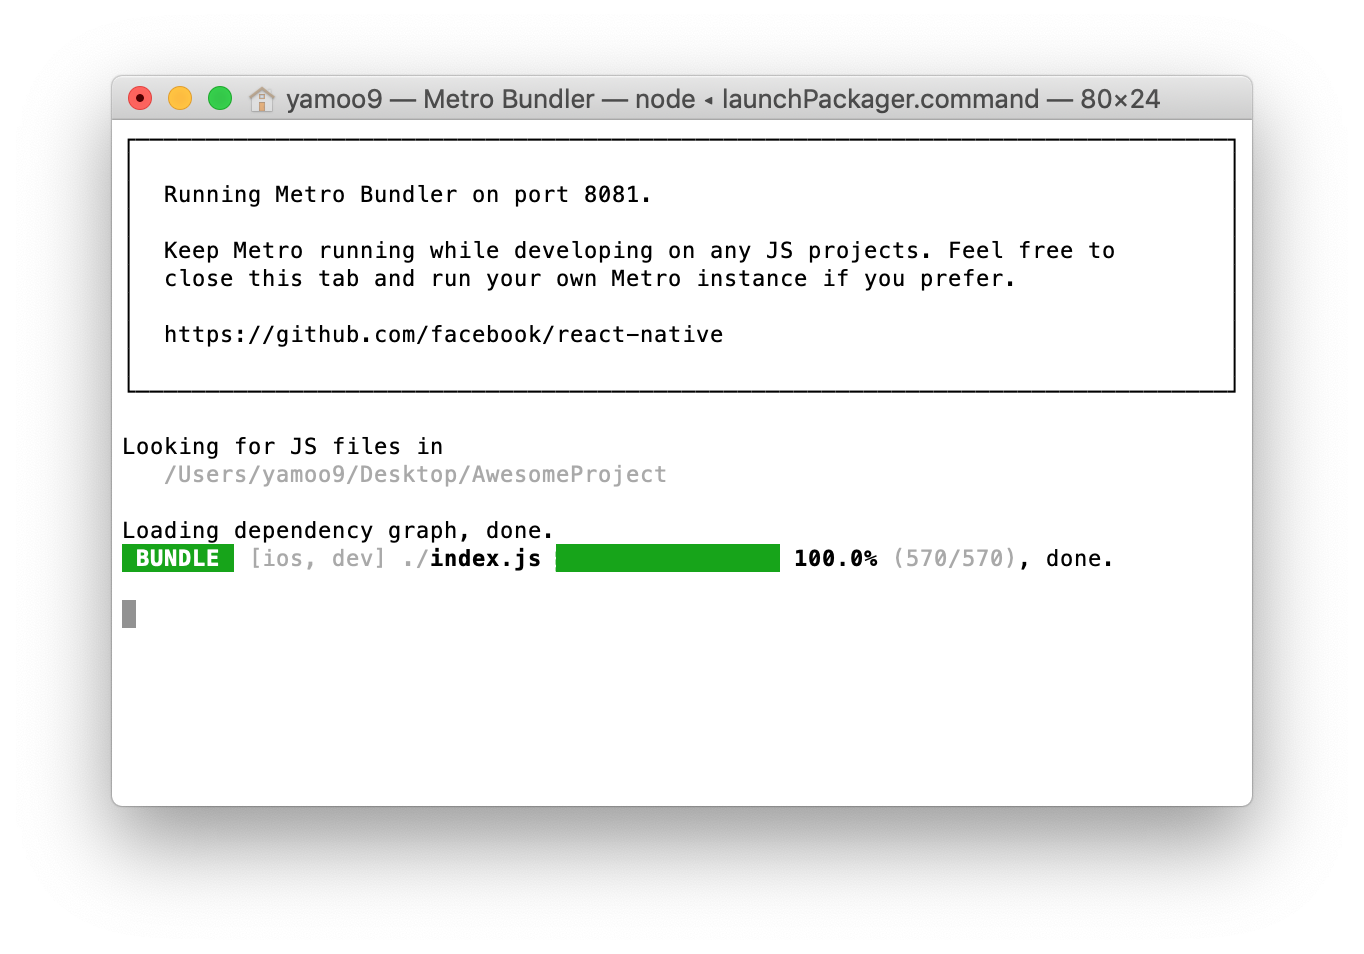 yamoo9 — Metro Bundler — node ◂ launchPackager.command — 80×24
Running Metro Bundler on port 8081.
Keep Metro running while developing on any JS projects. Feel free to
close this tab and run your own Metro instance if you prefer.
https://github.com/facebook/react-native
Looking for JS files in
/Users/yamoo9/Desktop/AwesomeProject
Loading dependency graph, done.
BUNDLE [ios, dev] ./index.js 100.0% (570/570), done.